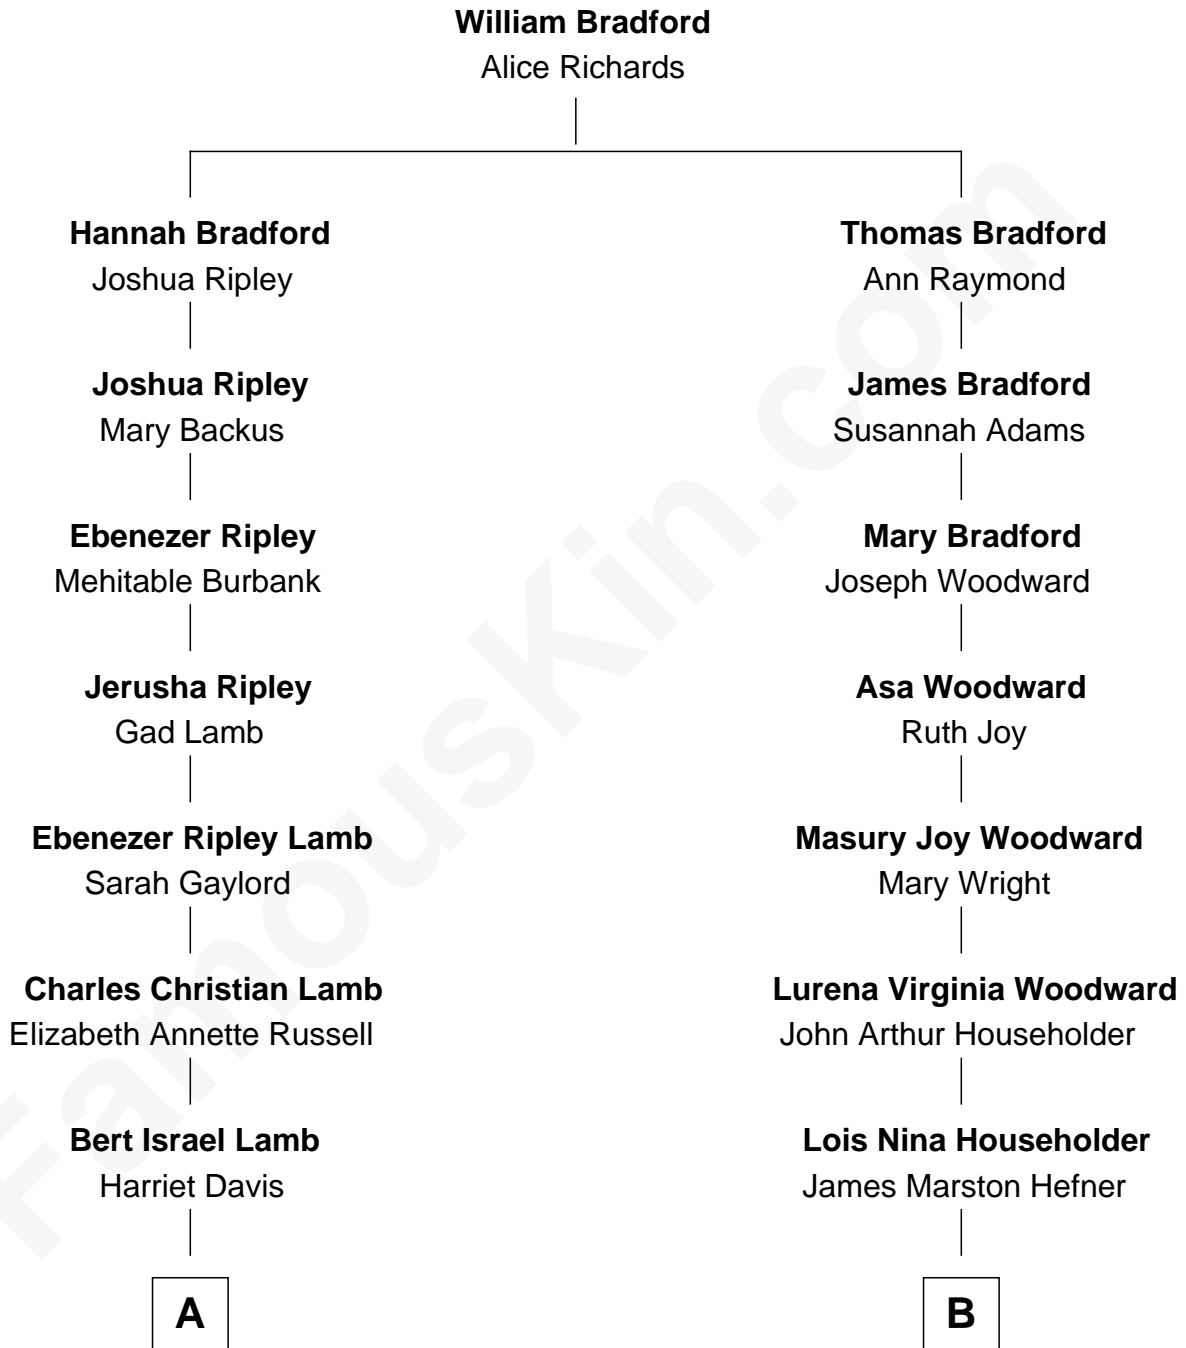 William Bradford
Alice Richards
Hannah Bradford
Joshua Ripley
Thomas Bradford
Ann Raymond
Joshua Ripley
Mary Backus
James Bradford
Susannah Adams
Ebenezer Ripley
Mehitable Burbank
Mary Bradford
Joseph Woodward
Jerusha Ripley
Gad Lamb
Asa Woodward
Ruth Joy
Ebenezer Ripley Lamb
Sarah Gaylord
Masury Joy Woodward
Mary Wright
Charles Christian Lamb
Elizabeth Annette Russell
Lurena Virginia Woodward
John Arthur Householder
Bert Israel Lamb
Harriet Davis
Lois Nina Householder
James Marston Hefner
A
B
FamousKin.com